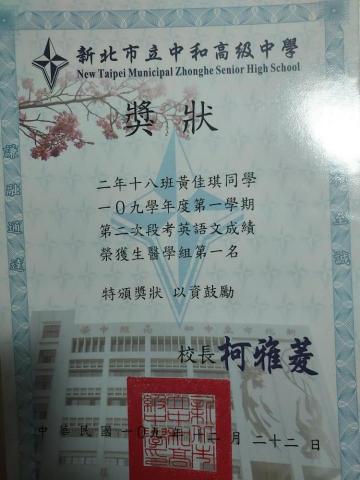 新北市立中和高級中學
New Taipei Municipal Zhonghe Senior High School
獎狀
二年十八班黃佳琪同學
一〇九學年度第一學期
第二次段考英語文成績
榮獲生醫學組第一名
特頒獎狀 以資鼓勵
校長 柯雅菱
中華民國一〇九年十二月二十二日
謙融通達